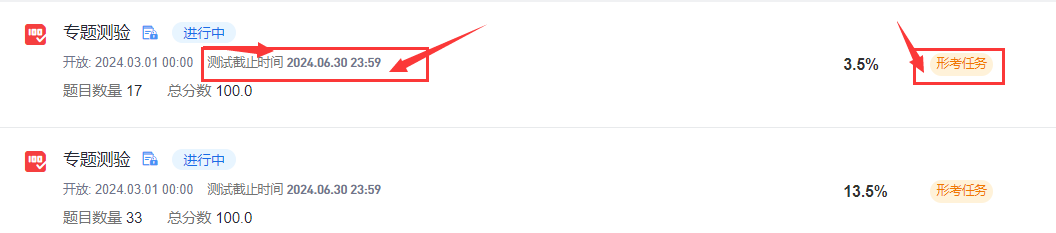 100 专题测验 进行中
开放: 2024.03.01 00:00 测试截止时间 2024.06.30 23:59 3.5% 形考任务
题目数量 17 总分数 100.0
100 专题测验 进行中
开放: 2024.03.01 00:00 测试截止时间 2024.06.30 23:59 13.5% 形考任务
题目数量 33 总分数 100.0